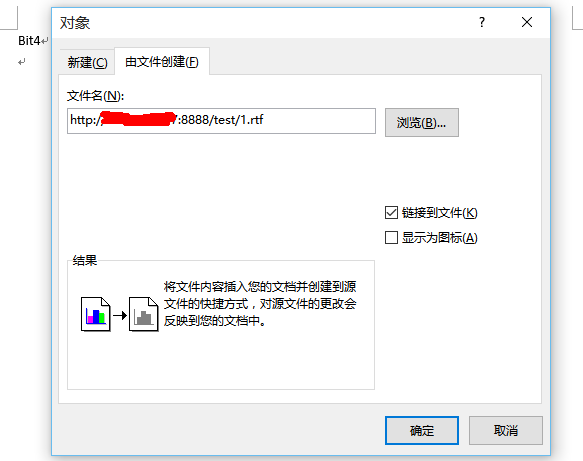 对象
Bit4
新建(C)
由文件创建(F)
文件名(N):
http://
:8888/test/1.rtf
浏览(B)...
链接到文件(K)
显示为图标(A)
结果
将文件内容插入您的文档并创建到源
文件的快捷方式，对源文件的更改会
反映到您的文档中。
确定
取消